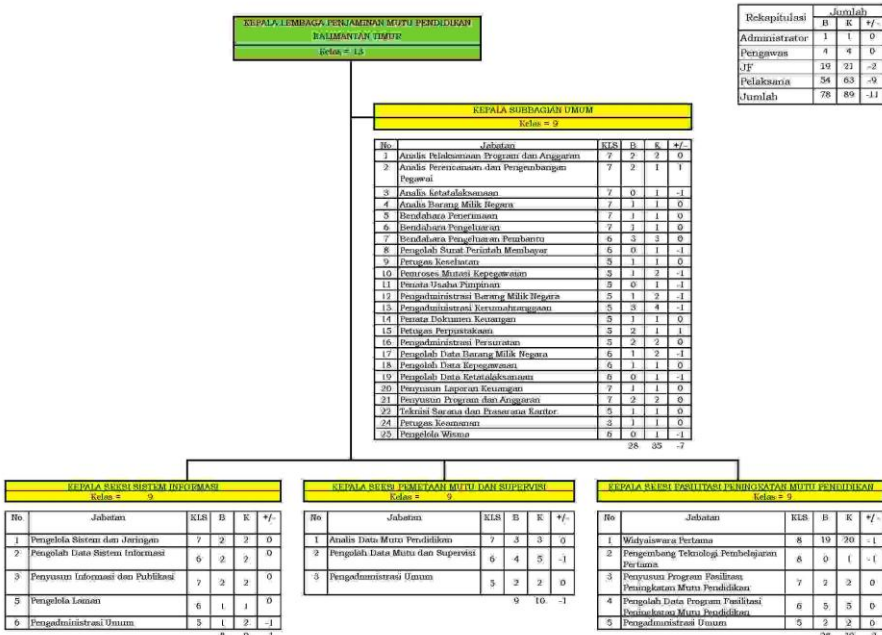 KEPALA LEMBAGA PENJAMINAN MUTU PENDIDIKAN
KALIMANTAN TIMUR
Kelas = 13
Rekapitulasi Jumlah
B K +/-
Administrator 1 1 0
Pengawas 4 4 0
JF 19 21 -2
Pelaksana 54 63 -9
Jumlah 78 89 -11
KEPALA SUBBAGIAN UMUM
Kelas = 9
No Jabatan KLS B K +/-
1 Analis Pelaksanaan Program dan Anggaran 7 2 2 0
2 Analis Perencanaan dan Pengembangan 7 2 1 1
Pegawai
3 Analis Ketatalaksanaan 7 0 1 -1
4 Analis Barang Milik Negara 7 1 1 0
5 Bendahara Penerimaan 7 1 1 0
6 Bendahara Pengeluaran 7 1 1 0
7 Bendahara Pengeluaran Pembantu 6 3 3 0
8 Pengolah Surat Perintah Membayar 6 0 1 -1
9 Petugas Kesehatan 5 1 1 0
10 Pemroses Mutasi Kepegawaian 5 1 2 -1
11 Penata Usaha Pimpinan 5 0 1 -1
12 Pengadministrasi Barang Milik Negara 5 1 2 -1
13 Pengadministrasi Kerumahtanggaan 5 3 4 -1
14 Penata Dokumen Keuangan 5 1 1 0
15 Petugas Perpustakaan 5 2 1 1
16 Pengadministrasi Persuratan 5 2 2 0
17 Pengolah Data Barang Milik Negara 6 1 2 -1
18 Pengolah Data Kepegawaian 6 1 1 0
19 Pengolah Data Ketatalaksanaan 6 0 1 -1
20 Penyusun Laporan Keuangan 7 1 1 0
21 Penyusun Program dan Anggaran 7 2 2 0
22 Teknisi Sarana dan Prasarana Kantor 5 1 1 0
24 Petugas Keamanan 3 1 1 0
25 Pengelola Wisma 6 0 1 -1
28 35 -7
KEPALA SEKSI SISTEM INFORMASI
Kelas = 9
No Jabatan KLS B K +/-
1 Pengelola Sistem dan Jaringan 7 2 2 0
2 Pengolah Data Sistem Informasi 6 2 2 0
3 Penyusun Informasi dan Publikasi 7 2 2 0
5 Pengelola Laman 6 1 1 0
6 Pengadministrasi Umum 5 1 2 -1
8 9 -1
KEPALA SEKSI PEMETAAN MUTU DAN SUPERVISI
Kelas = 9
No Jabatan KLS B K +/-
1 Analis Data Mutu Pendidikan 7 3 3 0
2 Pengolah Data Mutu dan Supervisi 6 4 5 -1
3 Pengadministrasi Umum 5 2 2 0
9 10 -1
KEPALA SEKSI FASILITASI PENINGKATAN MUTU PENDIDIKAN
Kelas = 9
No Jabatan KLS B K +/-
1 Widyaiswara Pertama 8 19 20 -1
2 Pengembang Teknologi Pembelajaran 8 0 1 -1
Pertama
3 Penyusun Program Fasilitasi 7 2 2 0
Peningkatan Mutu Pendidikan
4 Pengolah Data Program Fasilitasi 6 5 5 0
Peningkatan Mutu Pendidikan
5 Pengadministrasi Umum 5 2 2 0